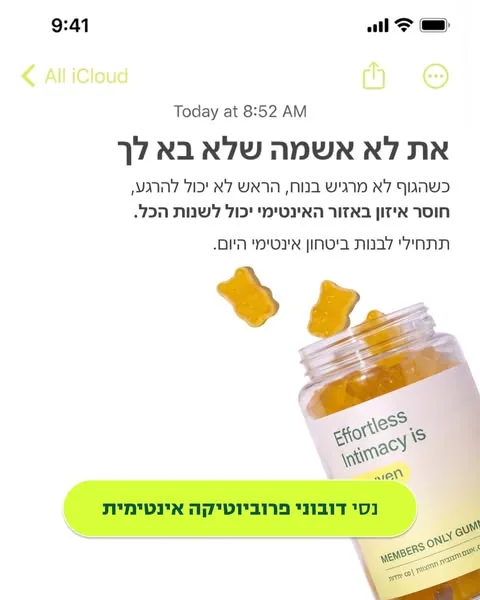 9:41
All iCloud
Today at 8:52 AM
את לא אשמה שלא בא לך
כשהגוף לא מרגיש בנוח, הראש לא יכול להרגע,
חוסר איזון באזור האינטימי יכול לשנות הכל.
תתחילי לבנות ביטחון אינטימי היום.
Effortless
Intimacy is
ven
MEMBERS ONLY GUMM
נסי דובוני פרוביוטיקה אינטימית